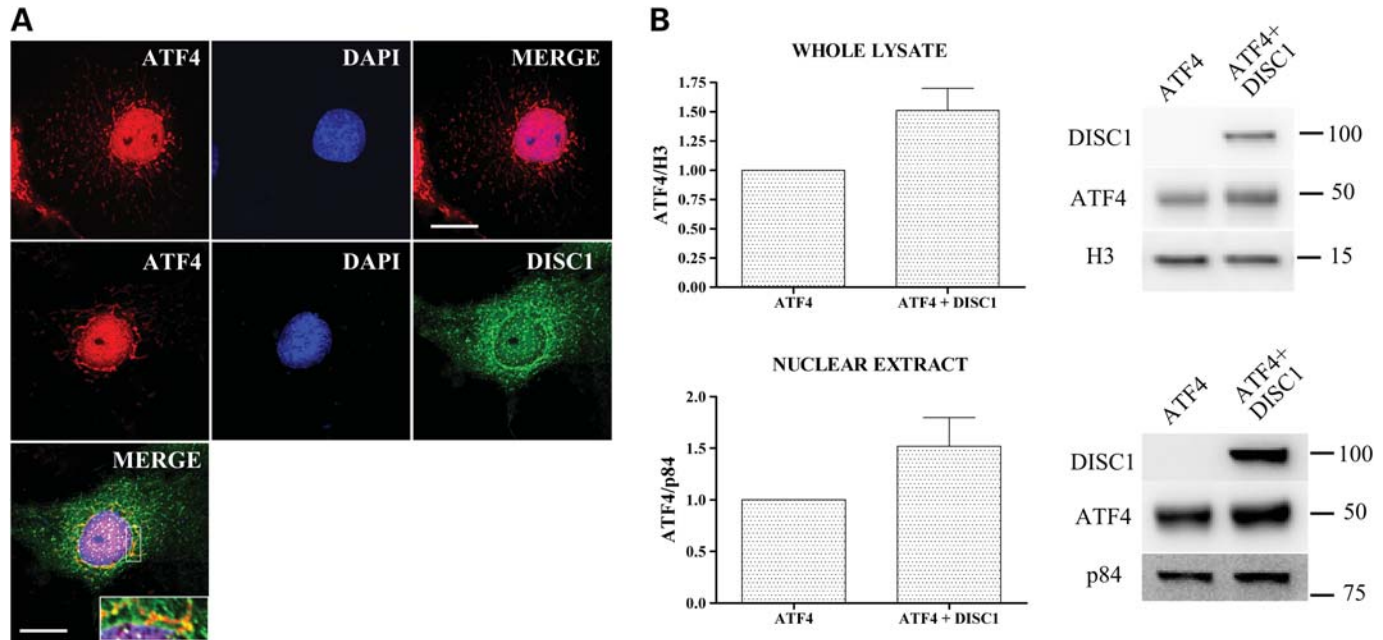 A
ATF4
DAPI
MERGE
ATF4
DAPI
DISC1
MERGE
B
WHOLE LYSATE
ATF4/H3
1.75
1.50
1.25
1.00
0.75
0.50
0.25
0.00
ATF4
ATF4 + DISC1
ATF4
ATF4+
DISC1
DISC1
100
ATF4
50
H3
15
NUCLEAR EXTRACT
ATF4/p84
2.0
1.5
1.0
0.5
0.0
ATF4
ATF4 + DISC1
ATF4
ATF4+
DISC1
DISC1
100
ATF4
50
p84
75